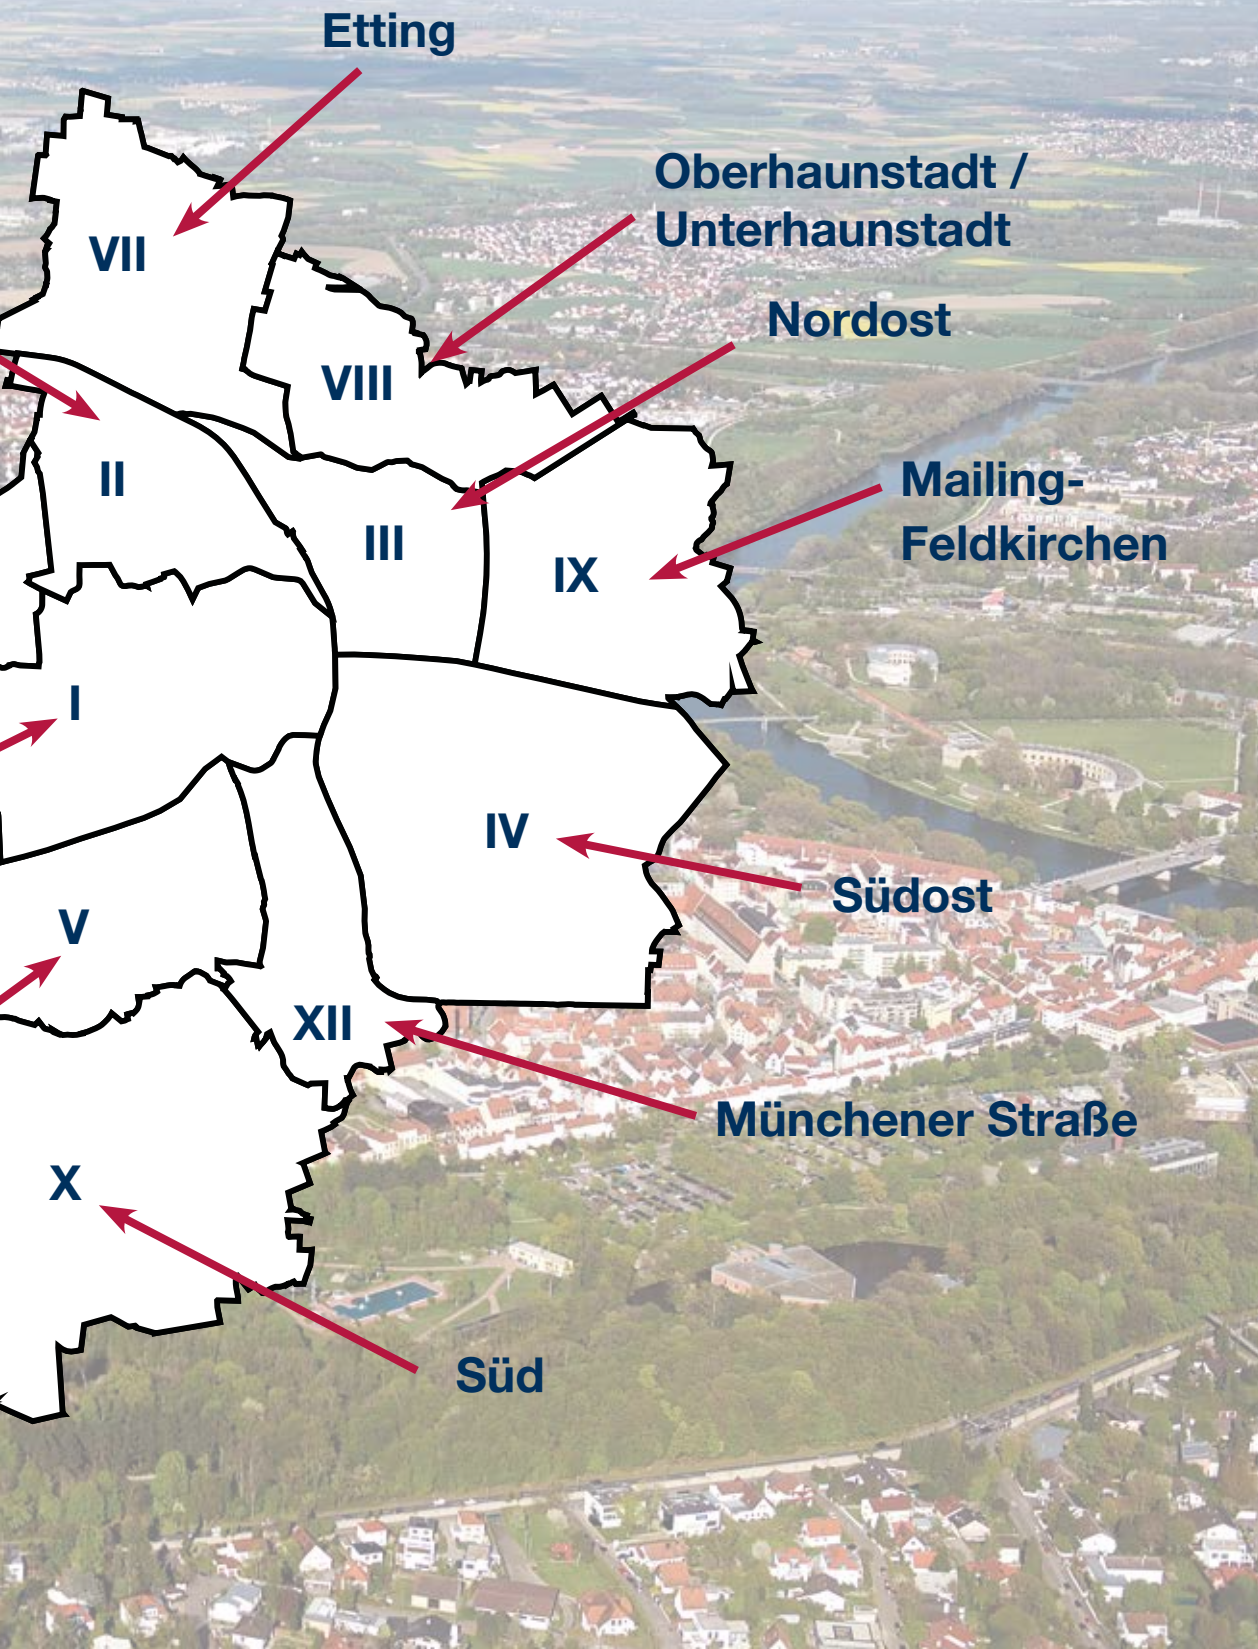 Etting
Oberhaunstadt /
Unterhaunstadt
VII
Nordost
VIII
Mailing-
Feldkirchen
II
III
IX
I
IV
Südost
V
XII
Münchener Straße
X
Süd